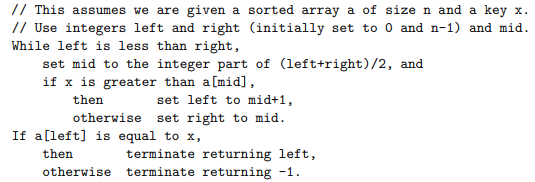 // This assumes we are given a sorted array a of size n and a key x.
// Use integers left and right (initially set to 0 and n-1) and mid.
While left is less than right,
set mid to the integer part of (left+right)/2, and
if x is greater than a[mid],
then set left to mid+1,
otherwise set right to mid.
If a[left] is equal to x,
then terminate returning left,
otherwise terminate returning -1.